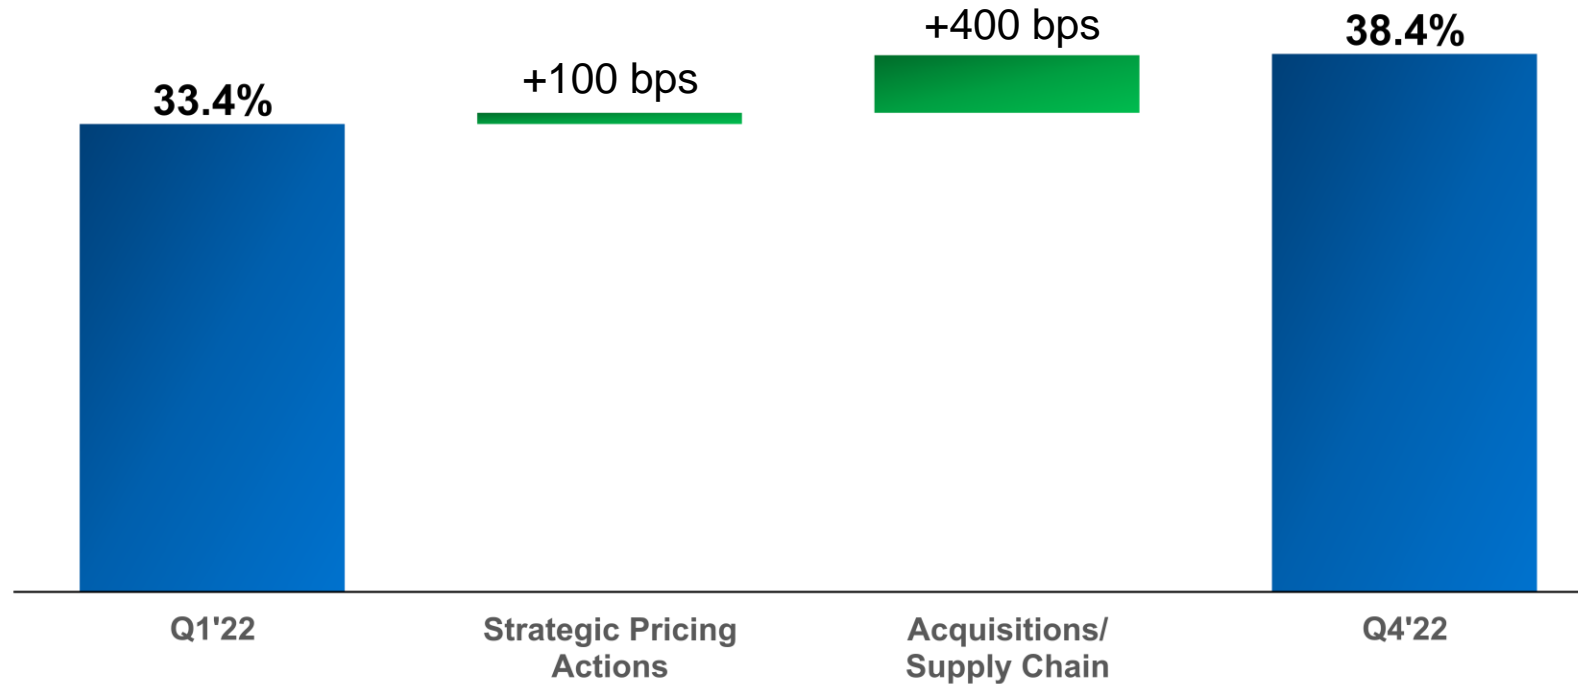 33.4%
+100 bps
+400 bps
38.4%
Q1'22
Strategic Pricing
Actions
Acquisitions/
Supply Chain
Q4'22